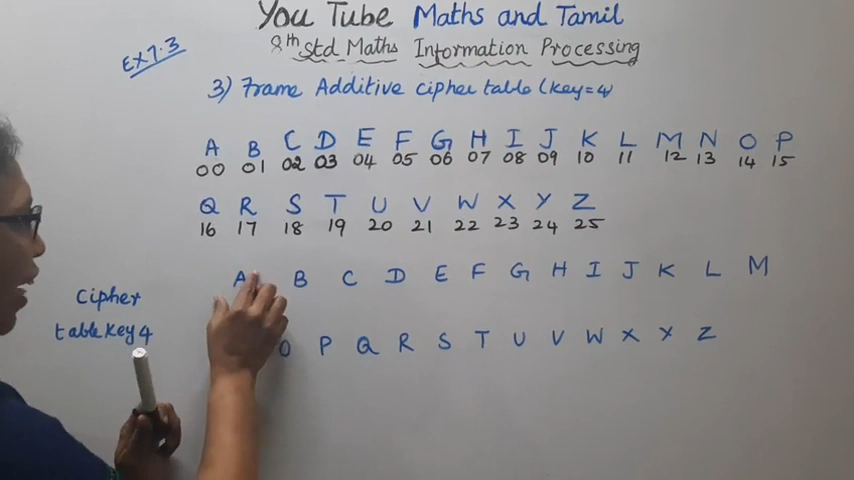 You Tube Maths and Tamil
8th Std Maths Information Processing
EX 7.3
3) Frame Additive cipher table (key=4)
A B C D E F G H I J K L M N O P
00 01 02 03 04 05 06 07 08 09 10 11 12 13 14 15
Q R S T U V W X Y Z
16 17 18 19 20 21 22 23 24 25
A B C D E F G H I J K L M
Cipher
table key 4
O P Q R S T U V W X Y Z